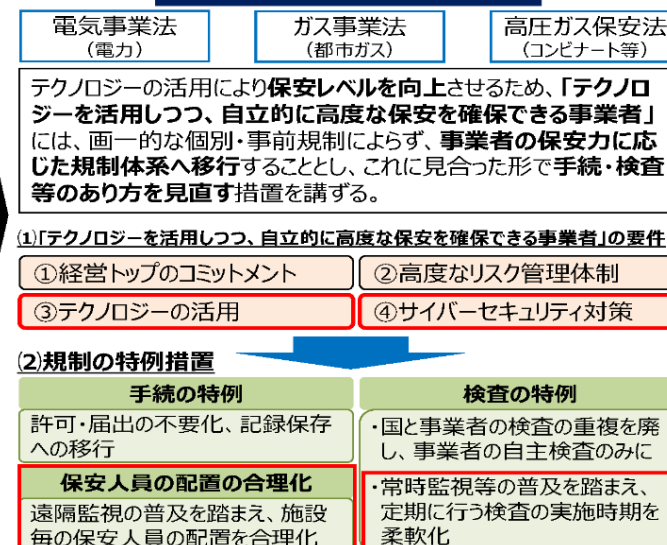 電気事業法
（電力）
ガス事業法
（都市ガス）
高圧ガス保安法
（コンビナート等）
テクノロジーの活用により保安レベルを向上させるため、「テクノロ
ジーを活用しつつ、自立的に高度な保安を確保できる事業者」
には、画一的な個別・事前規制によらず、事業者の保安力に応
じた規制体系へ移行することとし、これに見合った形で手続・検査
等のあり方を見直す措置を講ずる。
⑴「テクノロジーを活用しつつ、自立的に高度な保安を確保できる事業者」の要件
①経営トップのコミットメント
②高度なリスク管理体制
③テクノロジーの活用
④サイバーセキュリティ対策
⑵規制の特例措置
手続の特例
許可・届出の不要化、記録保存
への移行
保安人員の配置の合理化
遠隔監視の普及を踏まえ、施設
毎の保安人員の配置を合理化
検査の特例
・国と事業者の検査の重複を廃
し、事業者の自主検査のみに
・常時監視等の普及を踏まえ、
定期に行う検査の実施時期を
柔軟化